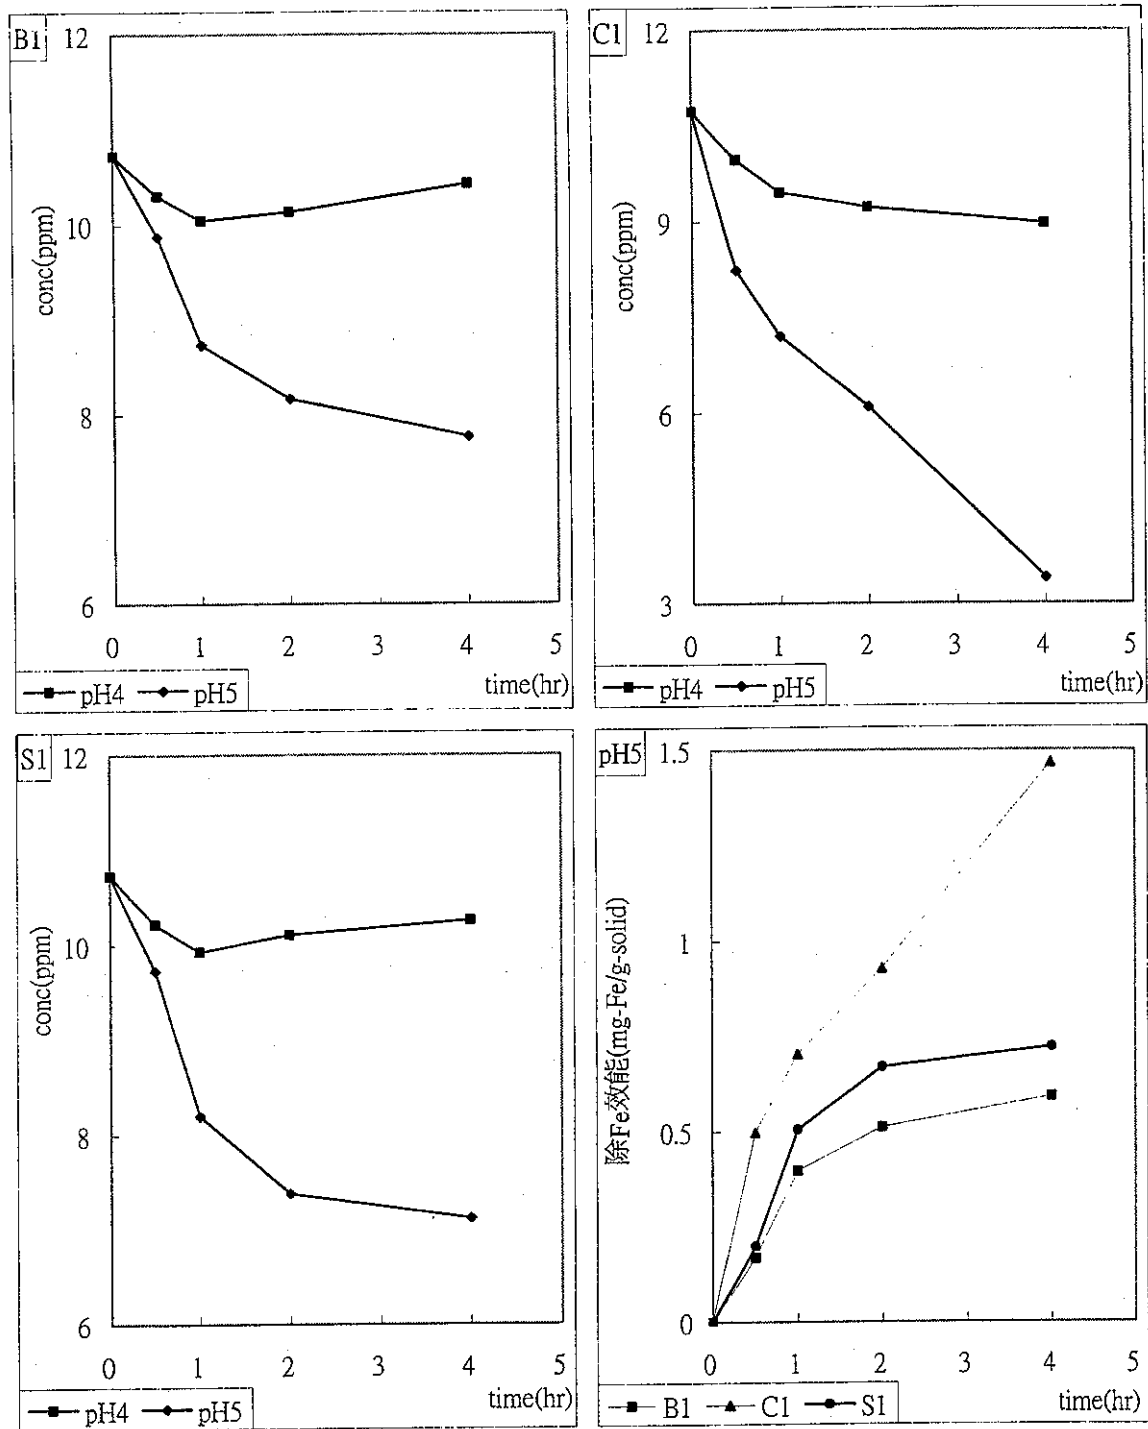 B1
12
10
8
6
conc(ppm)
0 1 2 3 4 5
time(hr)
pH4 pH5
C1
12
9
6
3
conc(ppm)
0 1 2 3 4 5
time(hr)
pH4 pH5
S1
12
10
8
6
conc(ppm)
0 1 2 3 4 5
time(hr)
pH4 pH5
pH5
1.5
1
0.5
0
除Fe效能(mg-Fe/g-solid)
0 1 2 3 4 5
time(hr)
B1 C1 S1